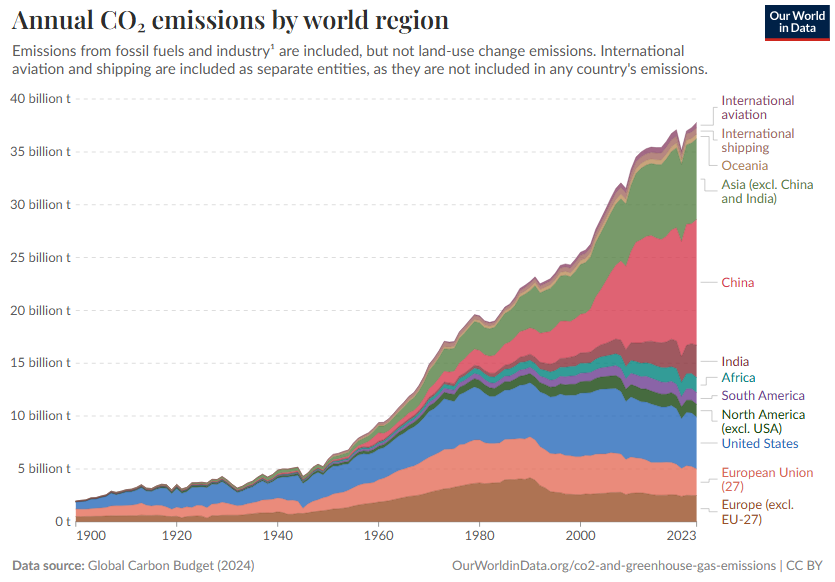 Annual CO₂ emissions by world region
Our World
in Data
Emissions from fossil fuels and industry¹ are included, but not land-use change emissions. International
aviation and shipping are included as separate entities, as they are not included in any country's emissions.
40 billion t
35 billion t
30 billion t
25 billion t
20 billion t
15 billion t
10 billion t
5 billion t
0 t
1900
1920
1940
1960
1980
2000
2023
International
aviation
International
shipping
Oceania
Asia (excl. China
and India)
China
India
Africa
South America
North America
(excl. USA)
United States
European Union
(27)
Europe (excl.
EU-27)
Data source: Global Carbon Budget (2024)
OurWorldinData.org/co2-and-greenhouse-gas-emissions | CC BY